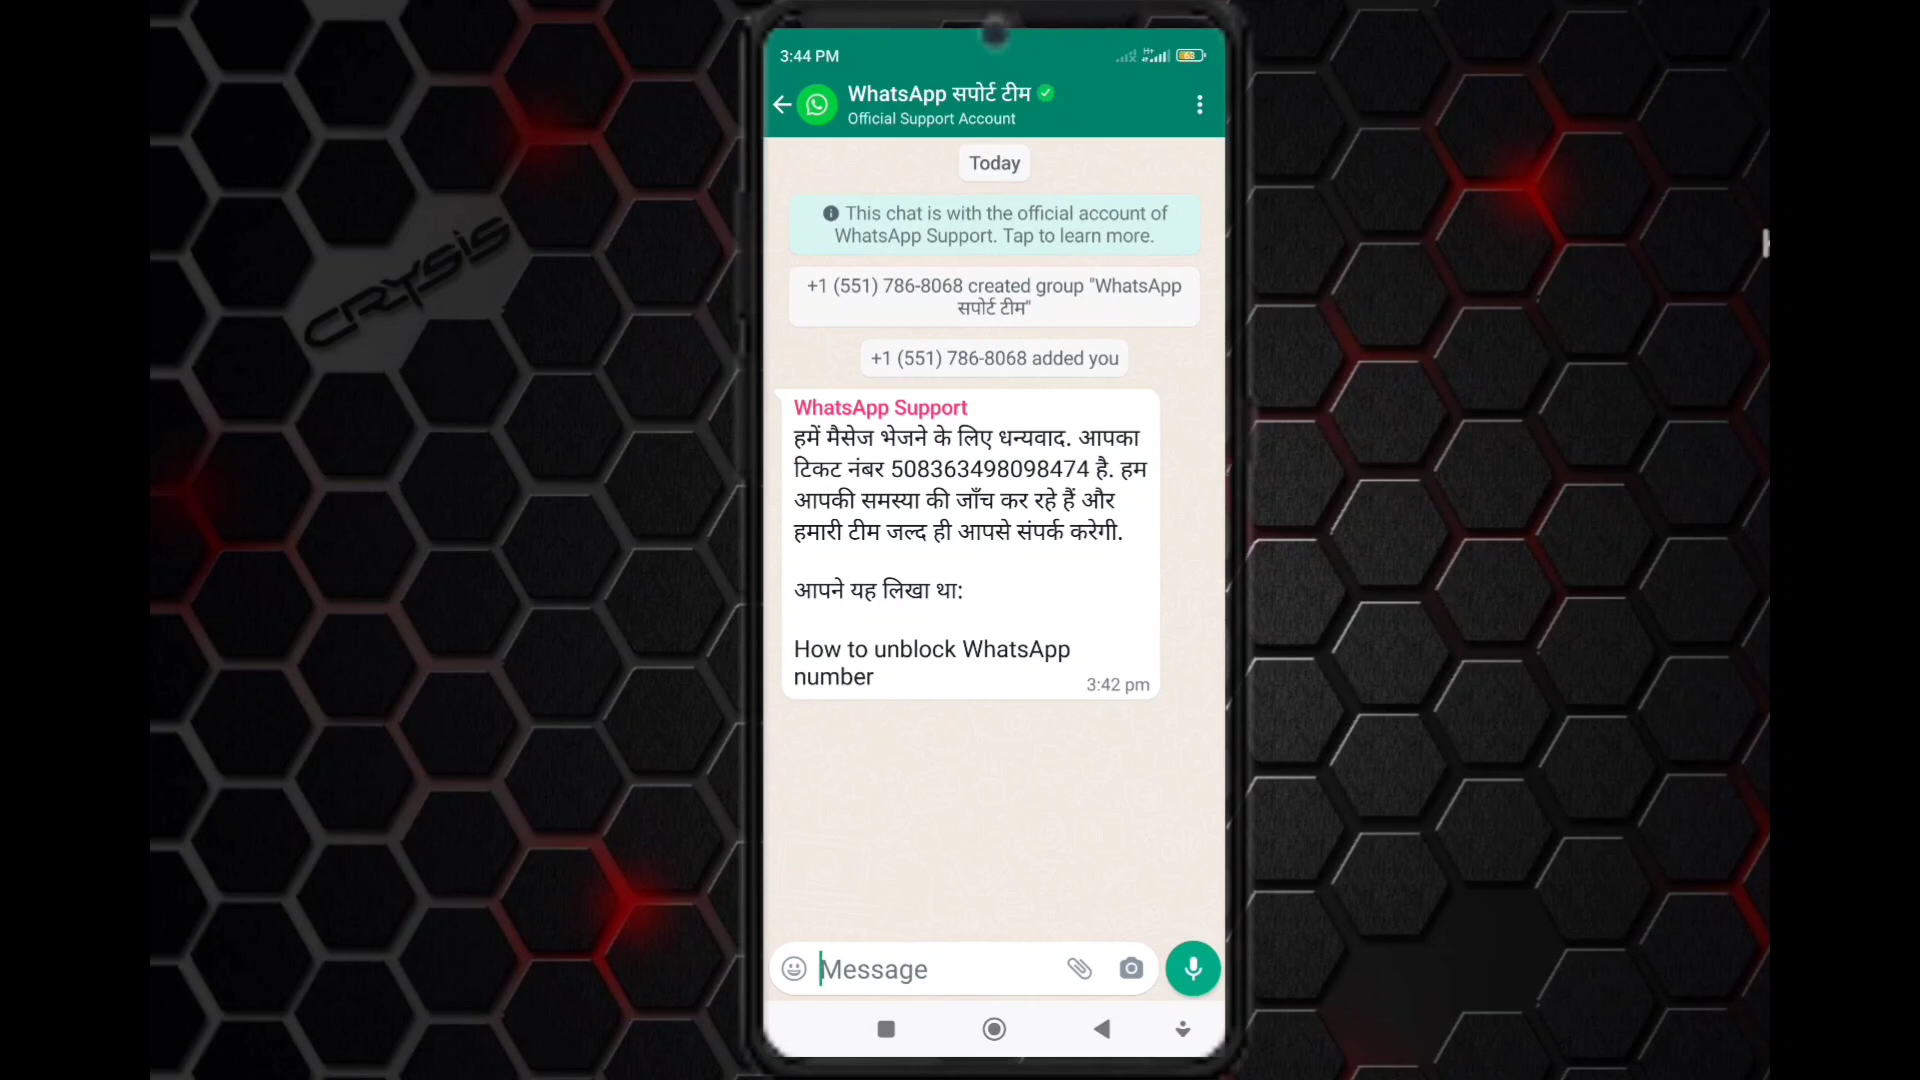 CRYSIS
3:44 PM
H+
63
WhatsApp सपोर्ट टीम
Official Support Account
Today
This chat is with the official account of
WhatsApp Support. Tap to learn more.
+1 (551) 786-8068 created group "WhatsApp
सपोर्ट टीम"
+1 (551) 786-8068 added you
WhatsApp Support
हमें मैसेज भेजने के लिए धन्यवाद. आपका
टिकट नंबर 508363498098474 है. हम
आपकी समस्या की जाँच कर रहे हैं और
हमारी टीम जल्द ही आपसे संपर्क करेगी.
आपने यह लिखा था:
How to unblock WhatsApp
number
3:42 pm
Message